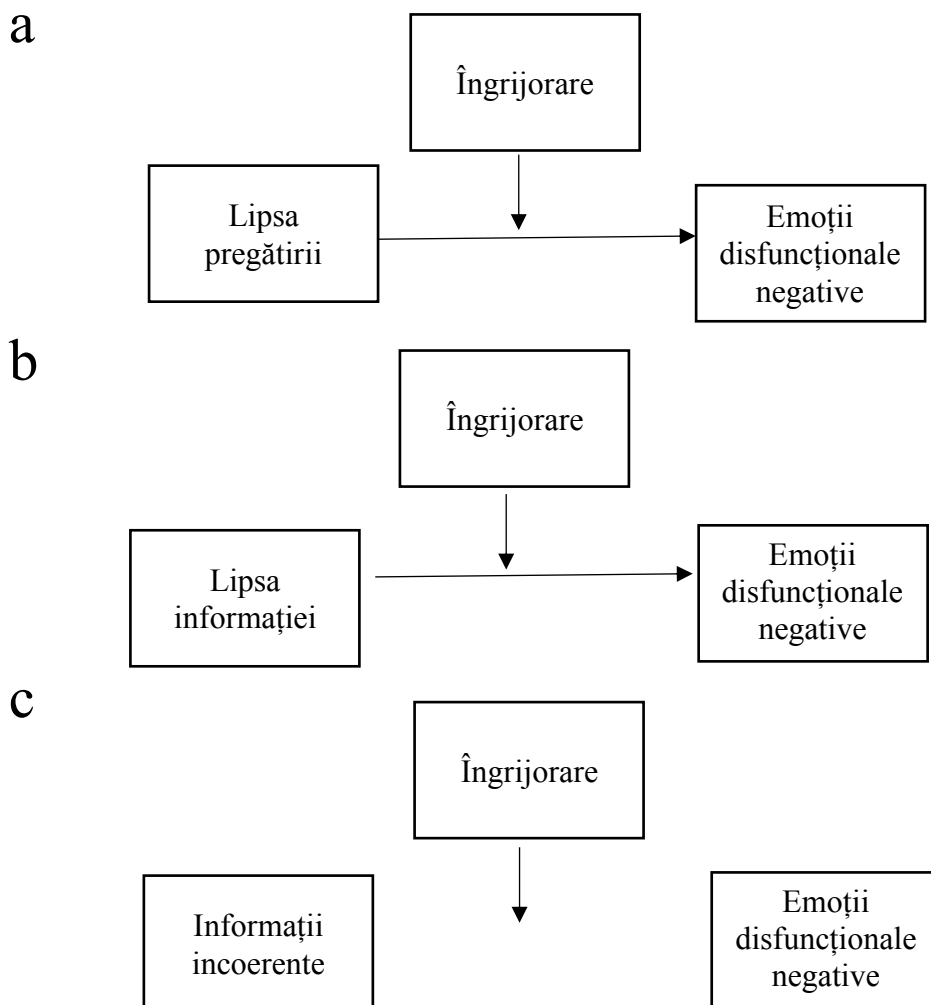 a
Îngrijorare
Lipsa
pregătirii
Emoții
disfuncționale
negative
b
Îngrijorare
Lipsa
informației
Emoții
disfuncționale
negative
c
Îngrijorare
Informații
incoerente
Emoții
disfuncționale
negative